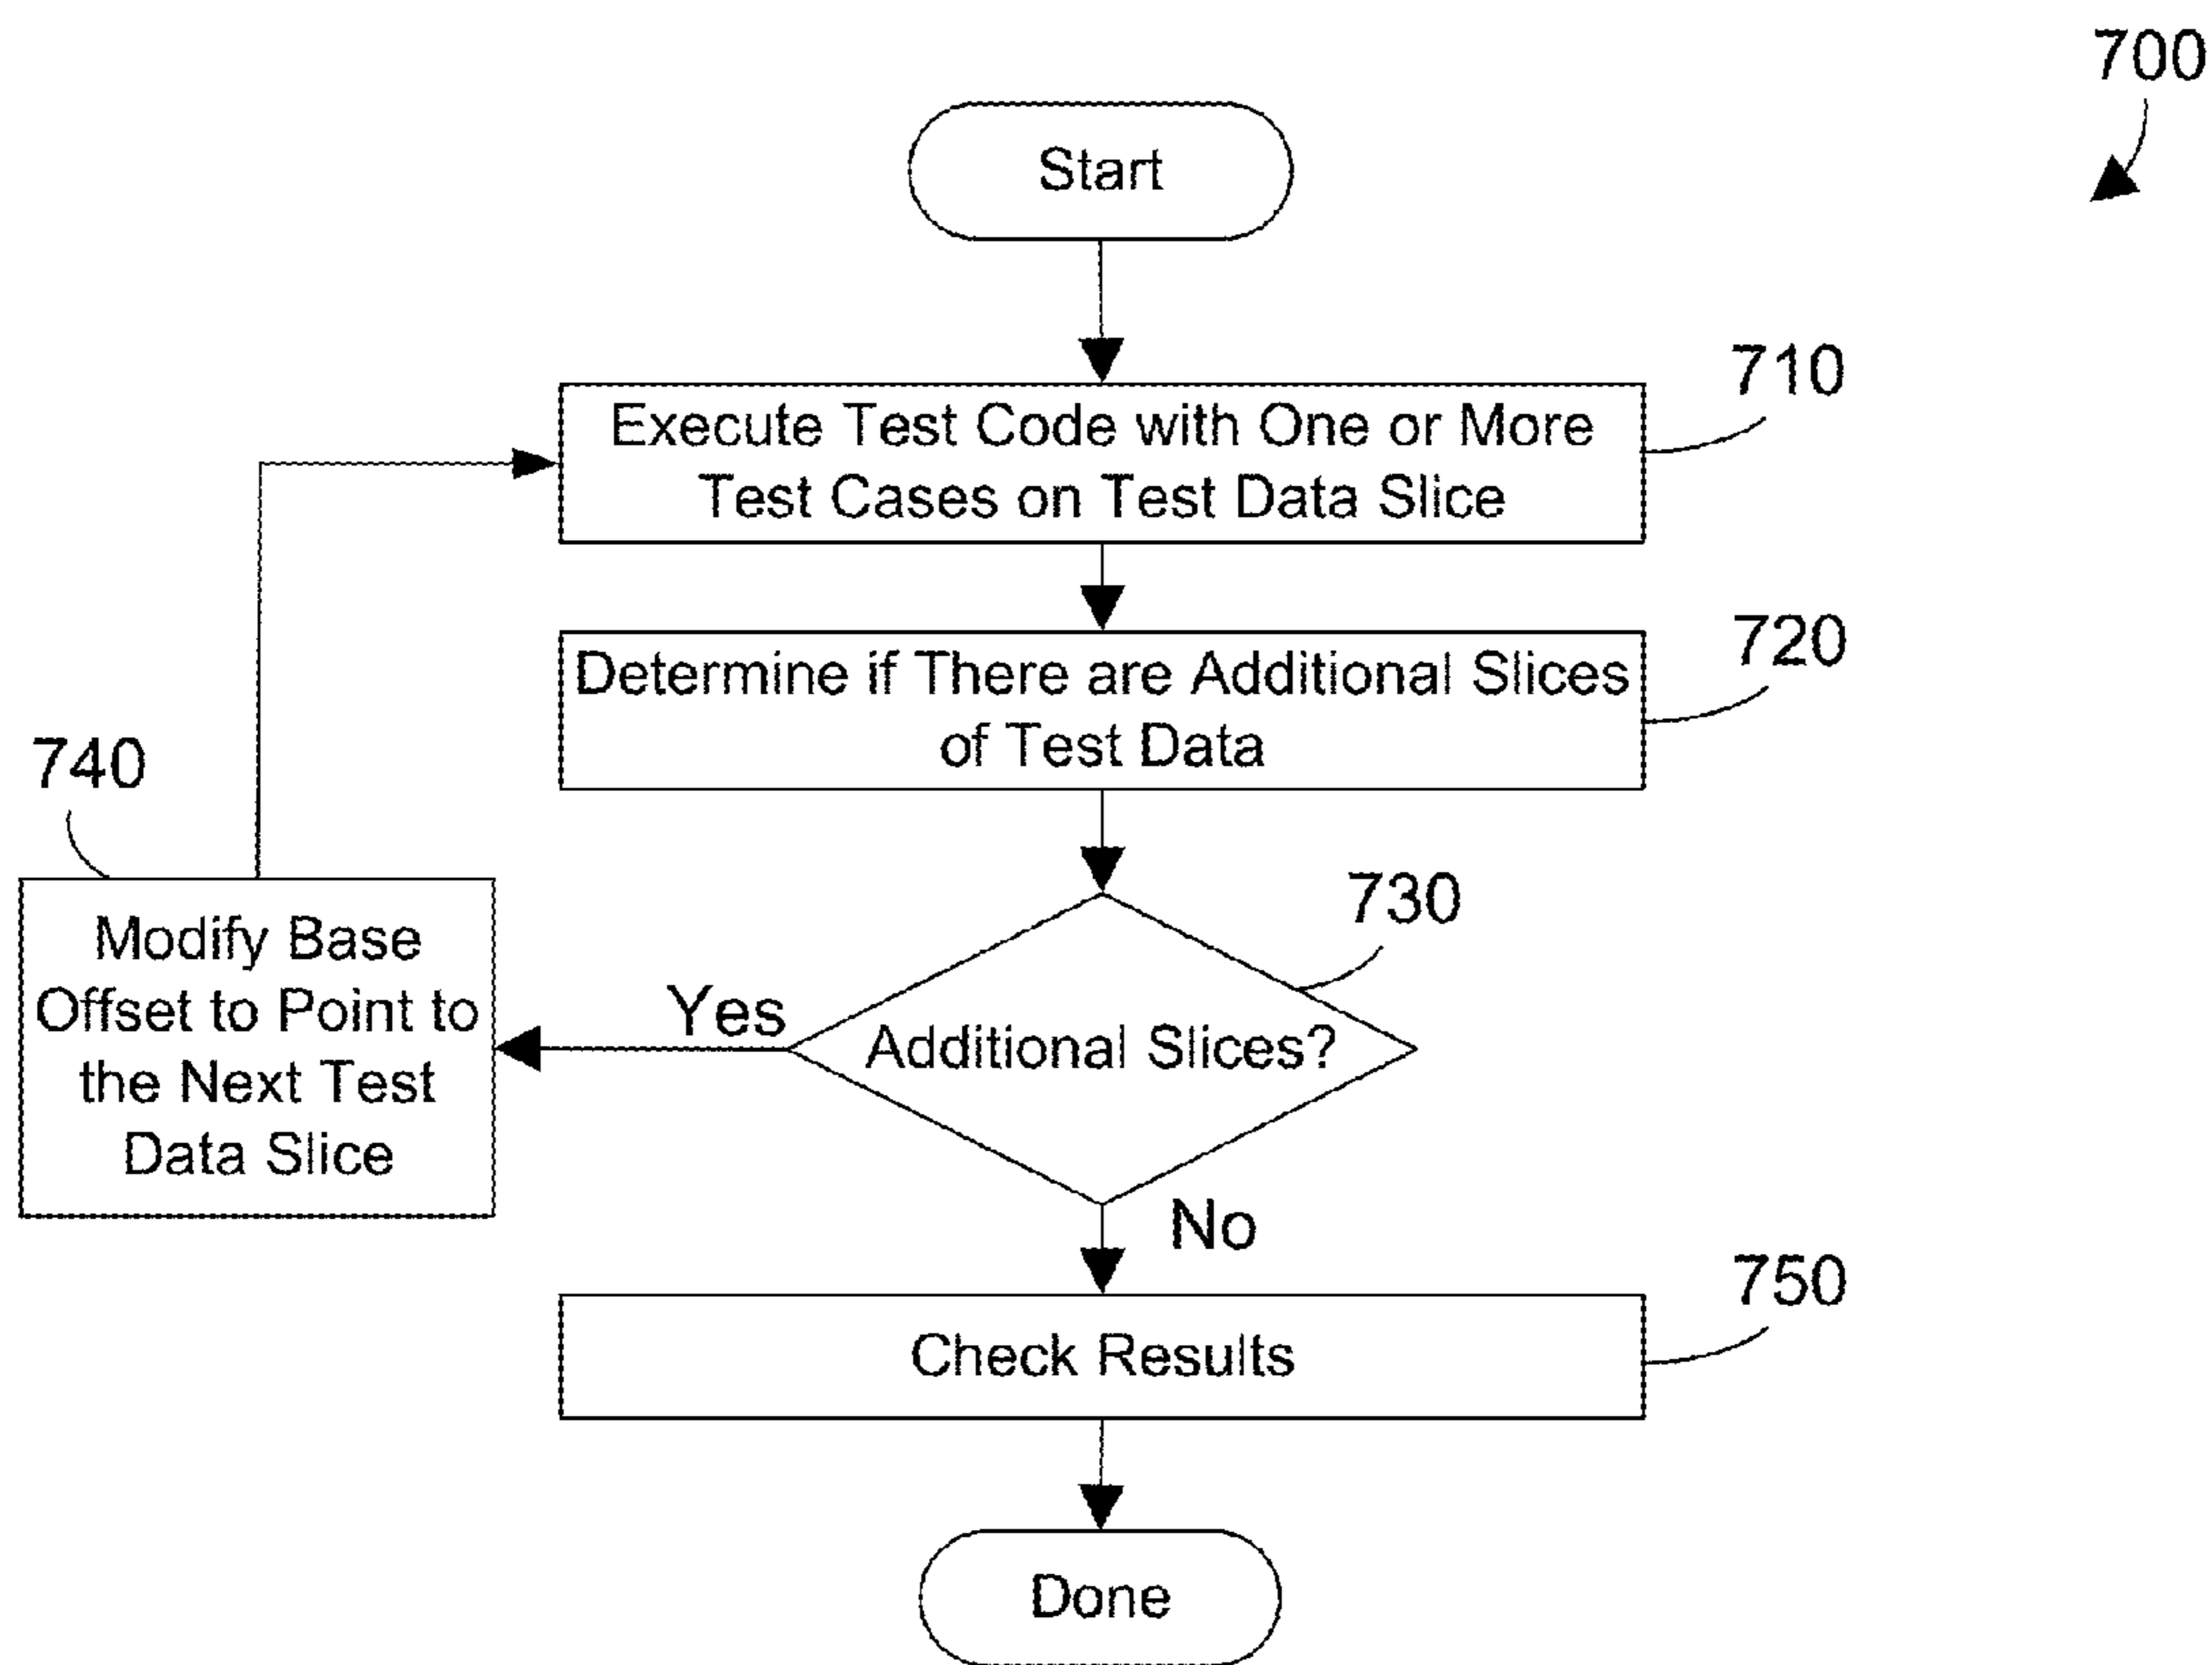 700
Start
710
Execute Test Code with One or More
Test Cases on Test Data Slice
720
Determine if There are Additional Slices
of Test Data
740
Modify Base
Offset to Point to
the Next Test
Data Slice
Yes
730
Additional Slices?
No
750
Check Results
Done